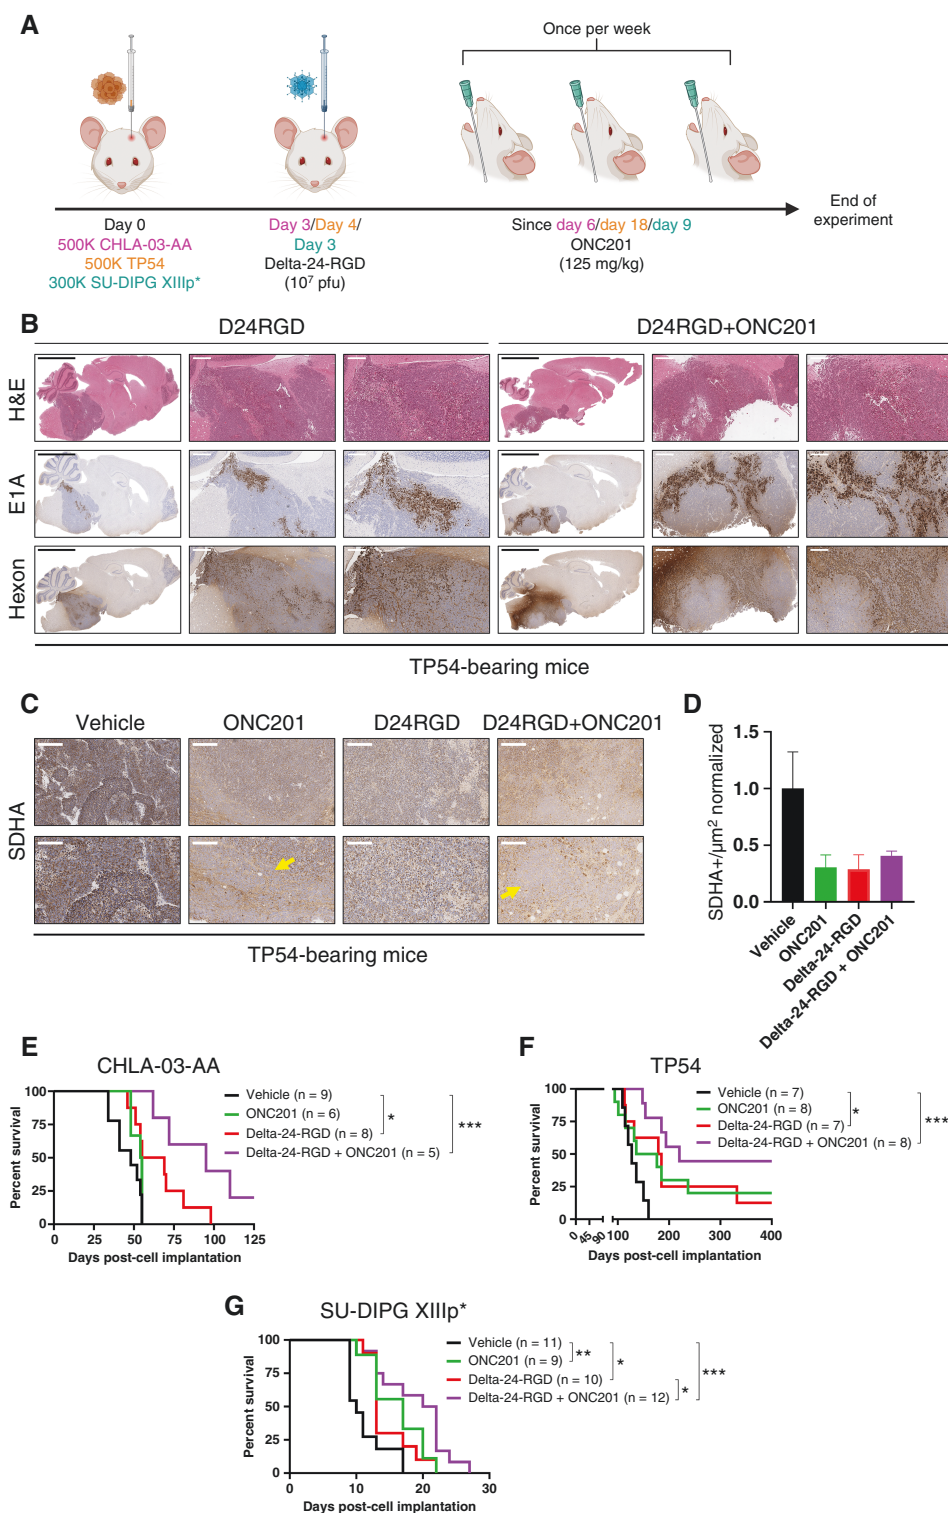 A
Once per week
Day 0
500K CHLA-03-AA
500K TP54
300K SU-DIPG XIIIp*
Day 3/Day 4/
Day 3
Delta-24-RGD
(10⁷ pfu)
Since day 6/day 18/day 9
ONC201
(125 mg/kg)
End of
experiment
B
D24RGD
D24RGD+ONC201
H&E
E1A
Hexon
TP54-bearing mice
C
Vehicle
ONC201
D24RGD
D24RGD+ONC201
SDHA
TP54-bearing mice
D
SDHA+/µm² normalized
1.5
1.0
0.5
0.0
Vehicle
ONC201
Delta-24-RGD
Delta-24-RGD + ONC201
E
CHLA-03-AA
Percent survival
100
75
50
25
0
0 25 50 75 100 125
Days post-cell implantation
Vehicle (n = 9)
ONC201 (n = 6)
Delta-24-RGD (n = 8)
Delta-24-RGD + ONC201 (n = 5)
*
***
F
TP54
Percent survival
100
75
50
25
0
0 45 90 100 200 300 400
Days post-cell implantation
Vehicle (n = 7)
ONC201 (n = 8)
Delta-24-RGD (n = 7)
Delta-24-RGD + ONC201 (n = 8)
*
***
G
SU-DIPG XIIIp*
Percent survival
100
75
50
25
0
0 10 20 30
Days post-cell implantation
Vehicle (n = 11)
ONC201 (n = 9)
Delta-24-RGD (n = 10)
Delta-24-RGD + ONC201 (n = 12)
**
*
*
***